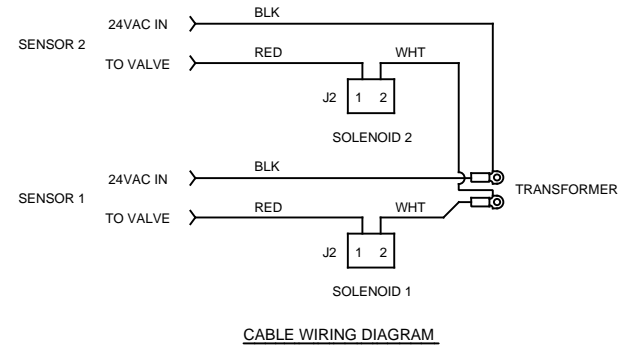 BLK
24VAC IN
SENSOR 2
RED
WHT
TO VALVE
J2 1 2
SOLENOID 2
BLK
24VAC IN
TRANSFORMER
SENSOR 1
RED
WHT
TO VALVE
J2 1 2
SOLENOID 1
CABLE WIRING DIAGRAM